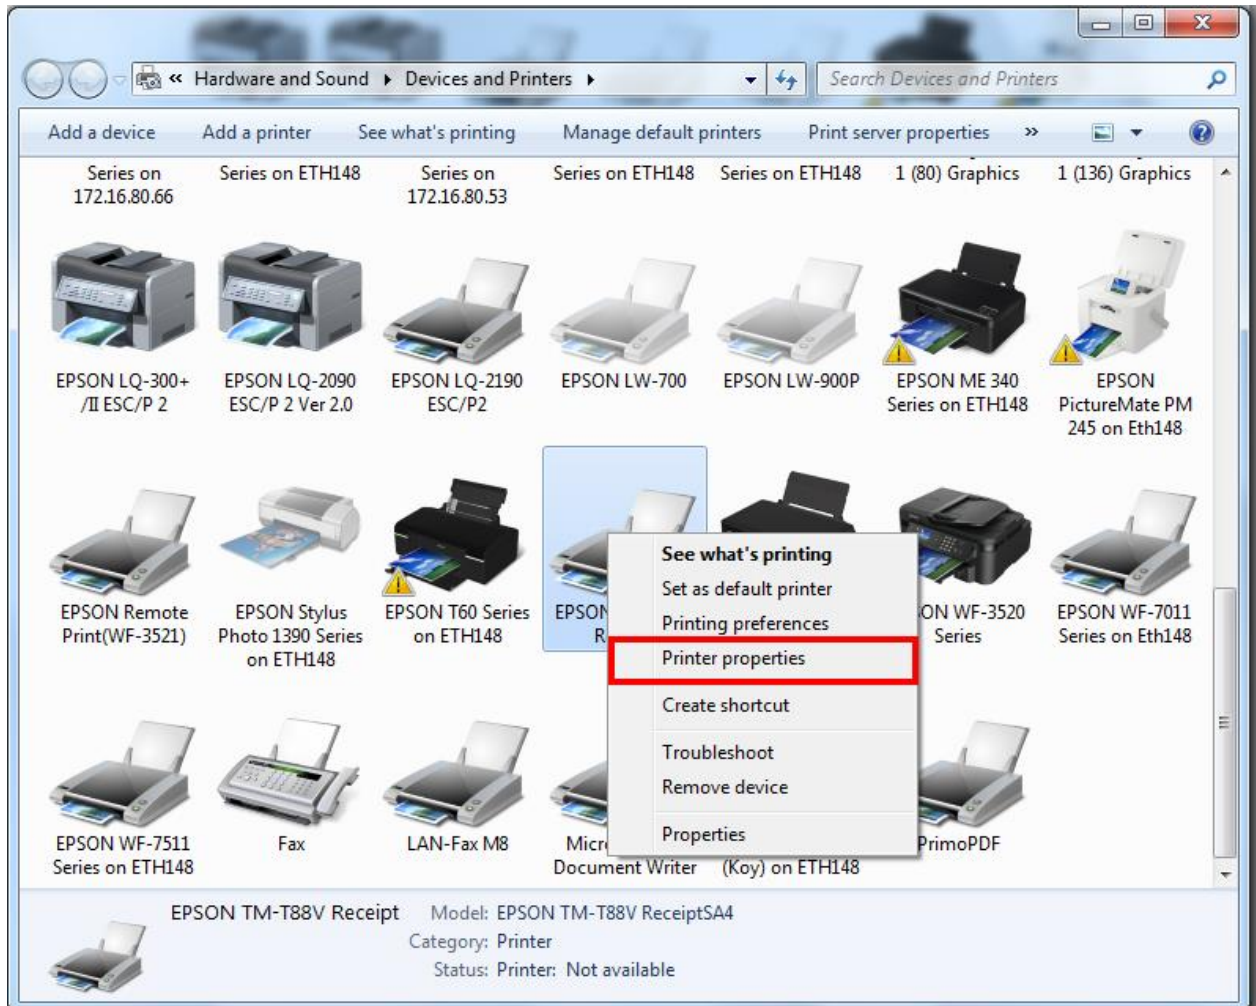 « Hardware and Sound ▸ Devices and Printers ▸
Search Devices and Printers
Add a device Add a printer See what's printing Manage default printers Print server properties »
Series on Series on ETH148 Series on Series on ETH148 Series on ETH148 1 (80) Graphics 1 (136) Graphics
172.16.80.66 172.16.80.53
EPSON LQ-300+ EPSON LQ-2090 EPSON LQ-2190 EPSON LW-700 EPSON LW-900P EPSON ME 340 EPSON
/II ESC/P 2 ESC/P 2 Ver 2.0 ESC/P2 Series on ETH148 PictureMate PM
245 on Eth148
See what's printing
Set as default printer
Printing preferences
Printer properties
Create shortcut
Troubleshoot
Remove device
Properties
EPSON Remote EPSON Stylus EPSON T60 Series EPSON WF-3520 EPSON WF-7011
Print(WF-3521) Photo 1390 Series on ETH148 Series Series on Eth148
on ETH148
EPSON WF-7511 Fax LAN-Fax M8 PrimoPDF
Series on ETH148 Document Writer (Koy) on ETH148
EPSON TM-T88V Receipt Model: EPSON TM-T88V ReceiptSA4
Category: Printer
Status: Printer: Not available